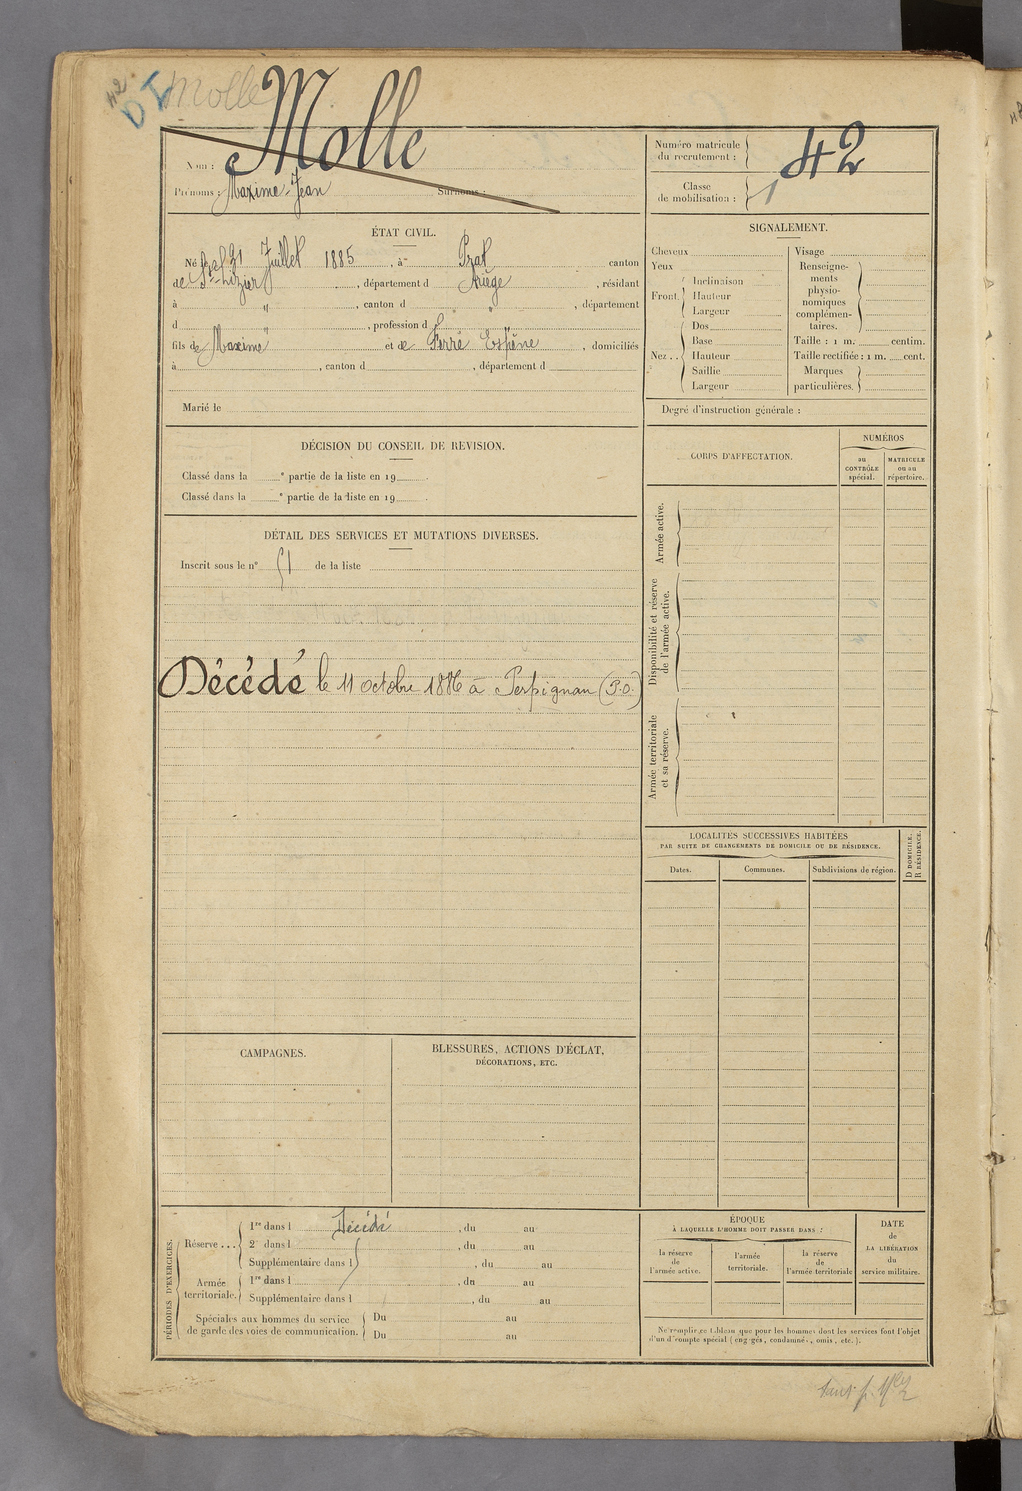 42
DI Molle
Nom : Molle
Prénoms : Maxime-Jean Surnoms :
Numéro matricule
du recrutement : 42
Classe
de mobilisation : 1
ÉTAT CIVIL.
Né le 21 Juillet 1885, à Prat canton
de St-Lizier, département d Ariège, résidant
à ", canton d ", département
d ", profession d
fils de Maxime et de Ferré , domiciliés
à , canton d , département d
Marié le
SIGNALEMENT.
Cheveux
Yeux
Front. Inclinaison
Hauteur
Largeur
Nez . . Dos
Base
Hauteur
Saillie
Largeur
Visage
Renseigne-
ments
physio-
nomiques
complémen-
taires.
Taille : 1 m. centim.
Taille rectifiée : 1 m. cent.
Marques
particulières.
Degré d'instruction générale :
DÉCISION DU CONSEIL DE REVISION.
Classé dans la e partie de la liste en 19 .
Classé dans la e partie de la liste en 19 .
DÉTAIL DES SERVICES ET MUTATIONS DIVERSES.
Inscrit sous le n° 51 de la liste
Décédé le 11 octobre 1886 à Perpignan (P.O.)
CORPS D'AFFECTATION.
NUMÉROS
au
CONTRÔLE
spécial.
MATRICULE
ou au
répertoire.
Armée active.
Disponibilité et réserve
de l'armée active.
Armée territoriale
et sa réserve.
LOCALITÉS SUCCESSIVES HABITÉES
PAR SUITE DE CHANGEMENTS DE DOMICILE OU DE RÉSIDENCE.
Dates.
Communes.
Subdivisions de région.
D DOMICILE.
R RÉSIDENCE.
CAMPAGNES.
BLESSURES, ACTIONS D'ÉCLAT,
DÉCORATIONS, ETC.
PÉRIODES D'EXERCICES.
Réserve . . . 1re dans l Décédé , du au
2e dans l , du au
Supplémentaire dans l , du au
Armée
territoriale. 1re dans l , du au
Supplémentaire dans l , du au
Spéciales aux hommes du service
de garde des voies de communication. Du au
Du au
ÉPOQUE
À LAQUELLE L'HOMME DOIT PASSER DANS :
la réserve
de
l'armée active.
l'armée
territoriale.
la réserve
de
l'armée territoriale
DATE
de
LA LIBÉRATION
du
service militaire.
Ne remplir ce tableau que pour les hommes dont les services font l'objet
d'un décompte spécial (engagés, condamnés, omis, etc.).